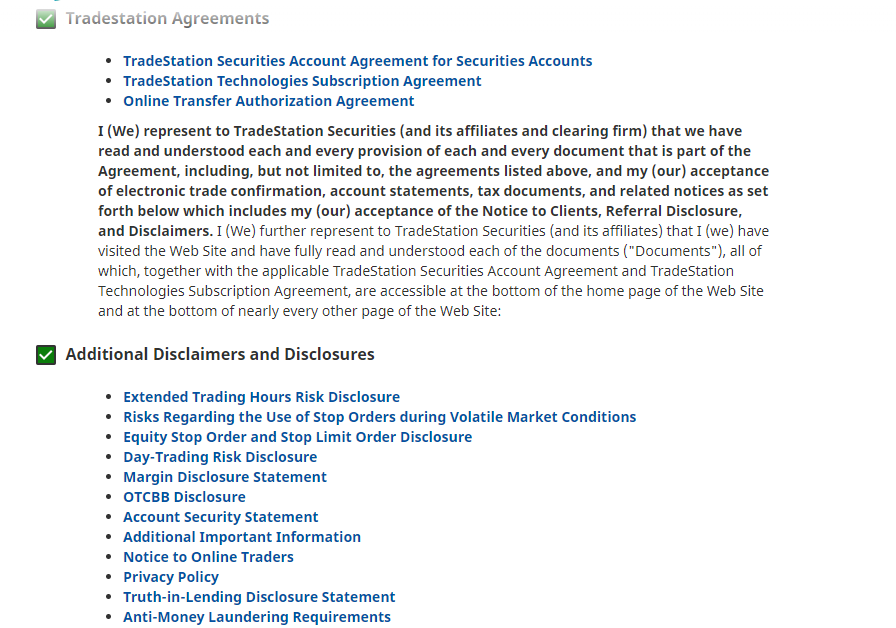 Tradestation Agreements
TradeStation Securities Account Agreement for Securities Accounts
TradeStation Technologies Subscription Agreement
Online Transfer Authorization Agreement
I (We) represent to TradeStation Securities (and its affiliates and clearing firm) that we have
read and understood each and every provision of each and every document that is part of the
Agreement, including, but not limited to, the agreements listed above, and my (our) acceptance
of electronic trade confirmation, account statements, tax documents, and related notices as set
forth below which includes my (our) acceptance of the Notice to Clients, Referral Disclosure,
and Disclaimers. I (We) further represent to TradeStation Securities (and its affiliates) that I (we) have
visited the Web Site and have fully read and understood each of the documents ("Documents"), all of
which, together with the applicable TradeStation Securities Account Agreement and TradeStation
Technologies Subscription Agreement, are accessible at the bottom of the home page of the Web Site
and at the bottom of nearly every other page of the Web Site:
Additional Disclaimers and Disclosures
Extended Trading Hours Risk Disclosure
Risks Regarding the Use of Stop Orders during Volatile Market Conditions
Equity Stop Order and Stop Limit Order Disclosure
Day-Trading Risk Disclosure
Margin Disclosure Statement
OTCBB Disclosure
Account Security Statement
Additional Important Information
Notice to Online Traders
Privacy Policy
Truth-in-Lending Disclosure Statement
Anti-Money Laundering Requirements